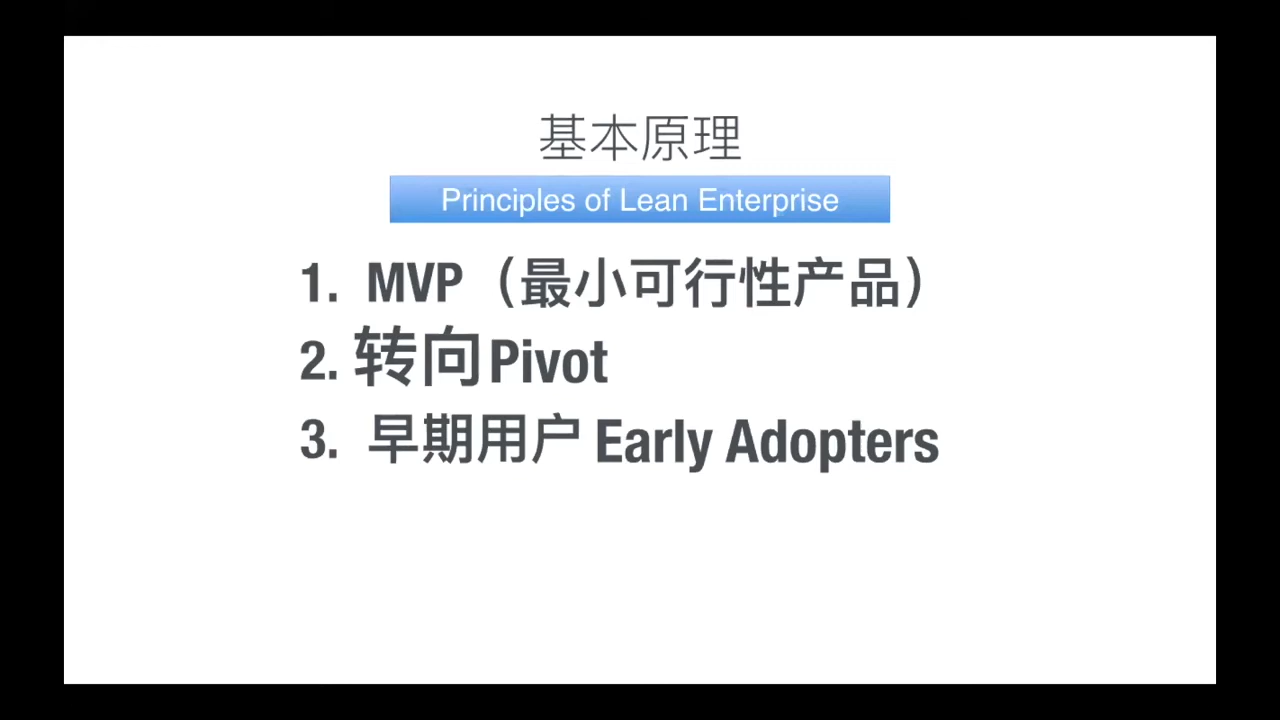 基本原理
Principles of Lean Enterprise
1. MVP（最小可行性产品）
2. 转向Pivot
3. 早期用户 Early Adopters